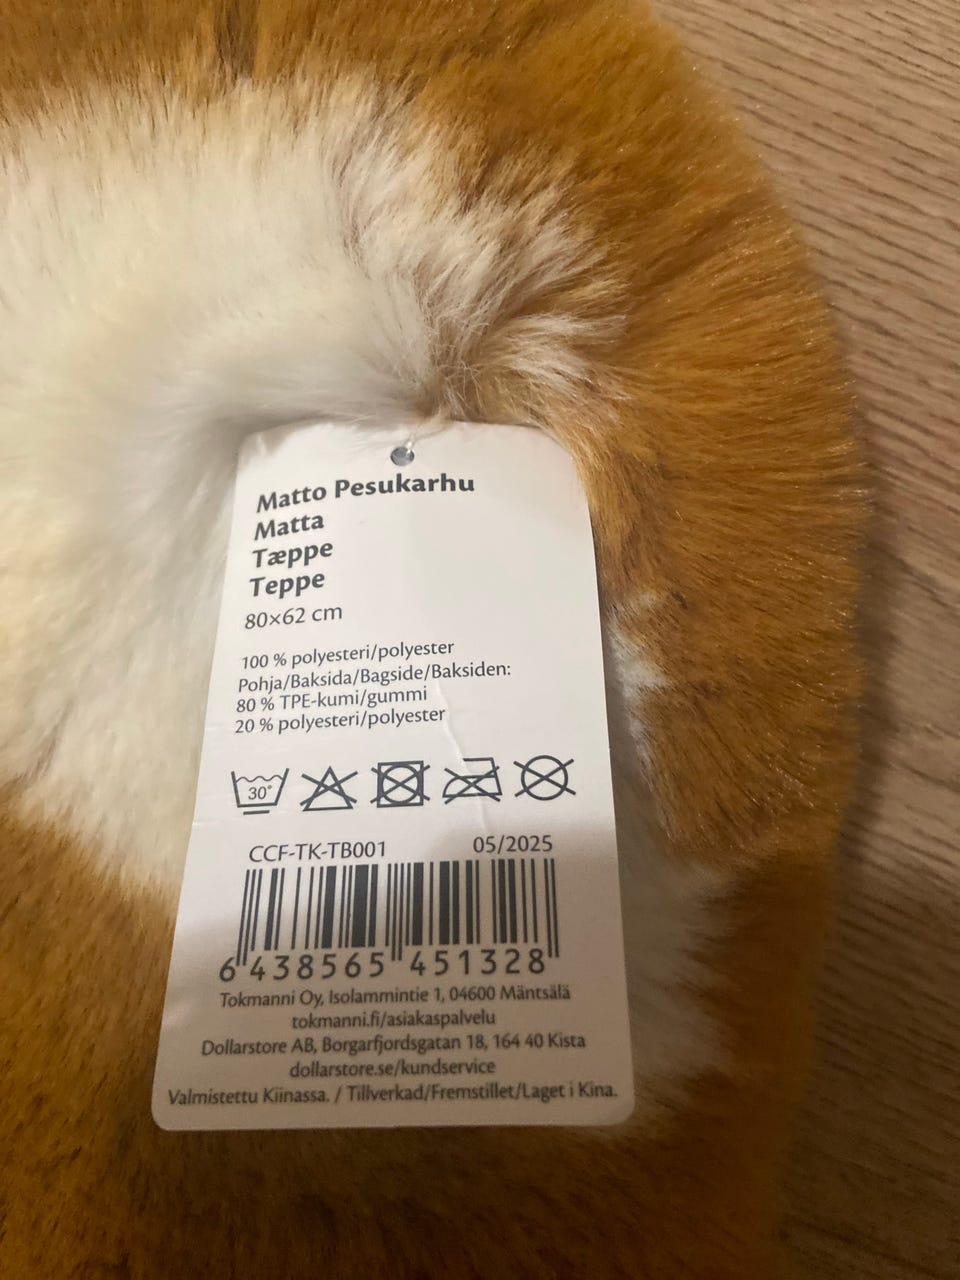 Matto Pesukarhu
Matta
Tæppe
Teppe
80×62 cm
100 % polyesteri/polyester
Pohja/Baksida/Bagside/Baksiden:
80 % TPE-kumi/gummi
20 % polyesteri/polyester
30°
CCF-TK-TB001 05/2025
6 438565 451328
Tokmanni Oy, Isolammintie 1, 04600 Mäntsälä
tokmanni.fi/asiakaspalvelu
Dollarstore AB, Borgarfjordsgatan 18, 164 40 Kista
dollarstore.se/kundservice
Valmistettu Kiinassa. / Tillverkad/Fremstillet/Laget i Kina.